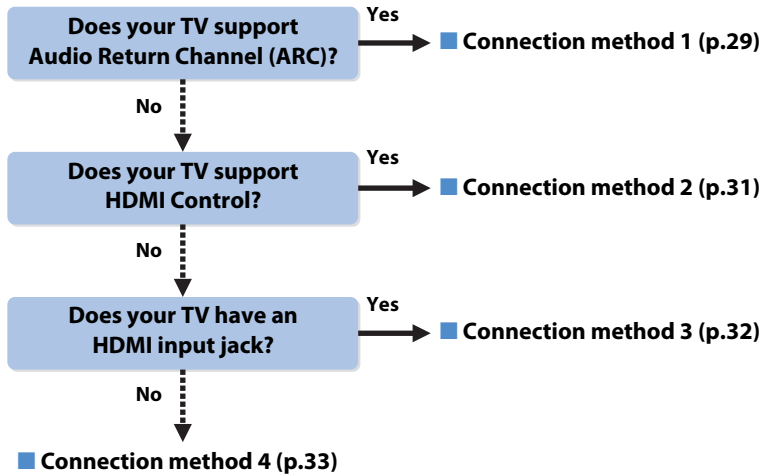 Does your TV support
Audio Return Channel (ARC)?
Yes
Connection method 1 (p.29)
No
Does your TV support
HDMI Control?
Yes
Connection method 2 (p.31)
No
Does your TV have an
HDMI input jack?
Yes
Connection method 3 (p.32)
No
Connection method 4 (p.33)